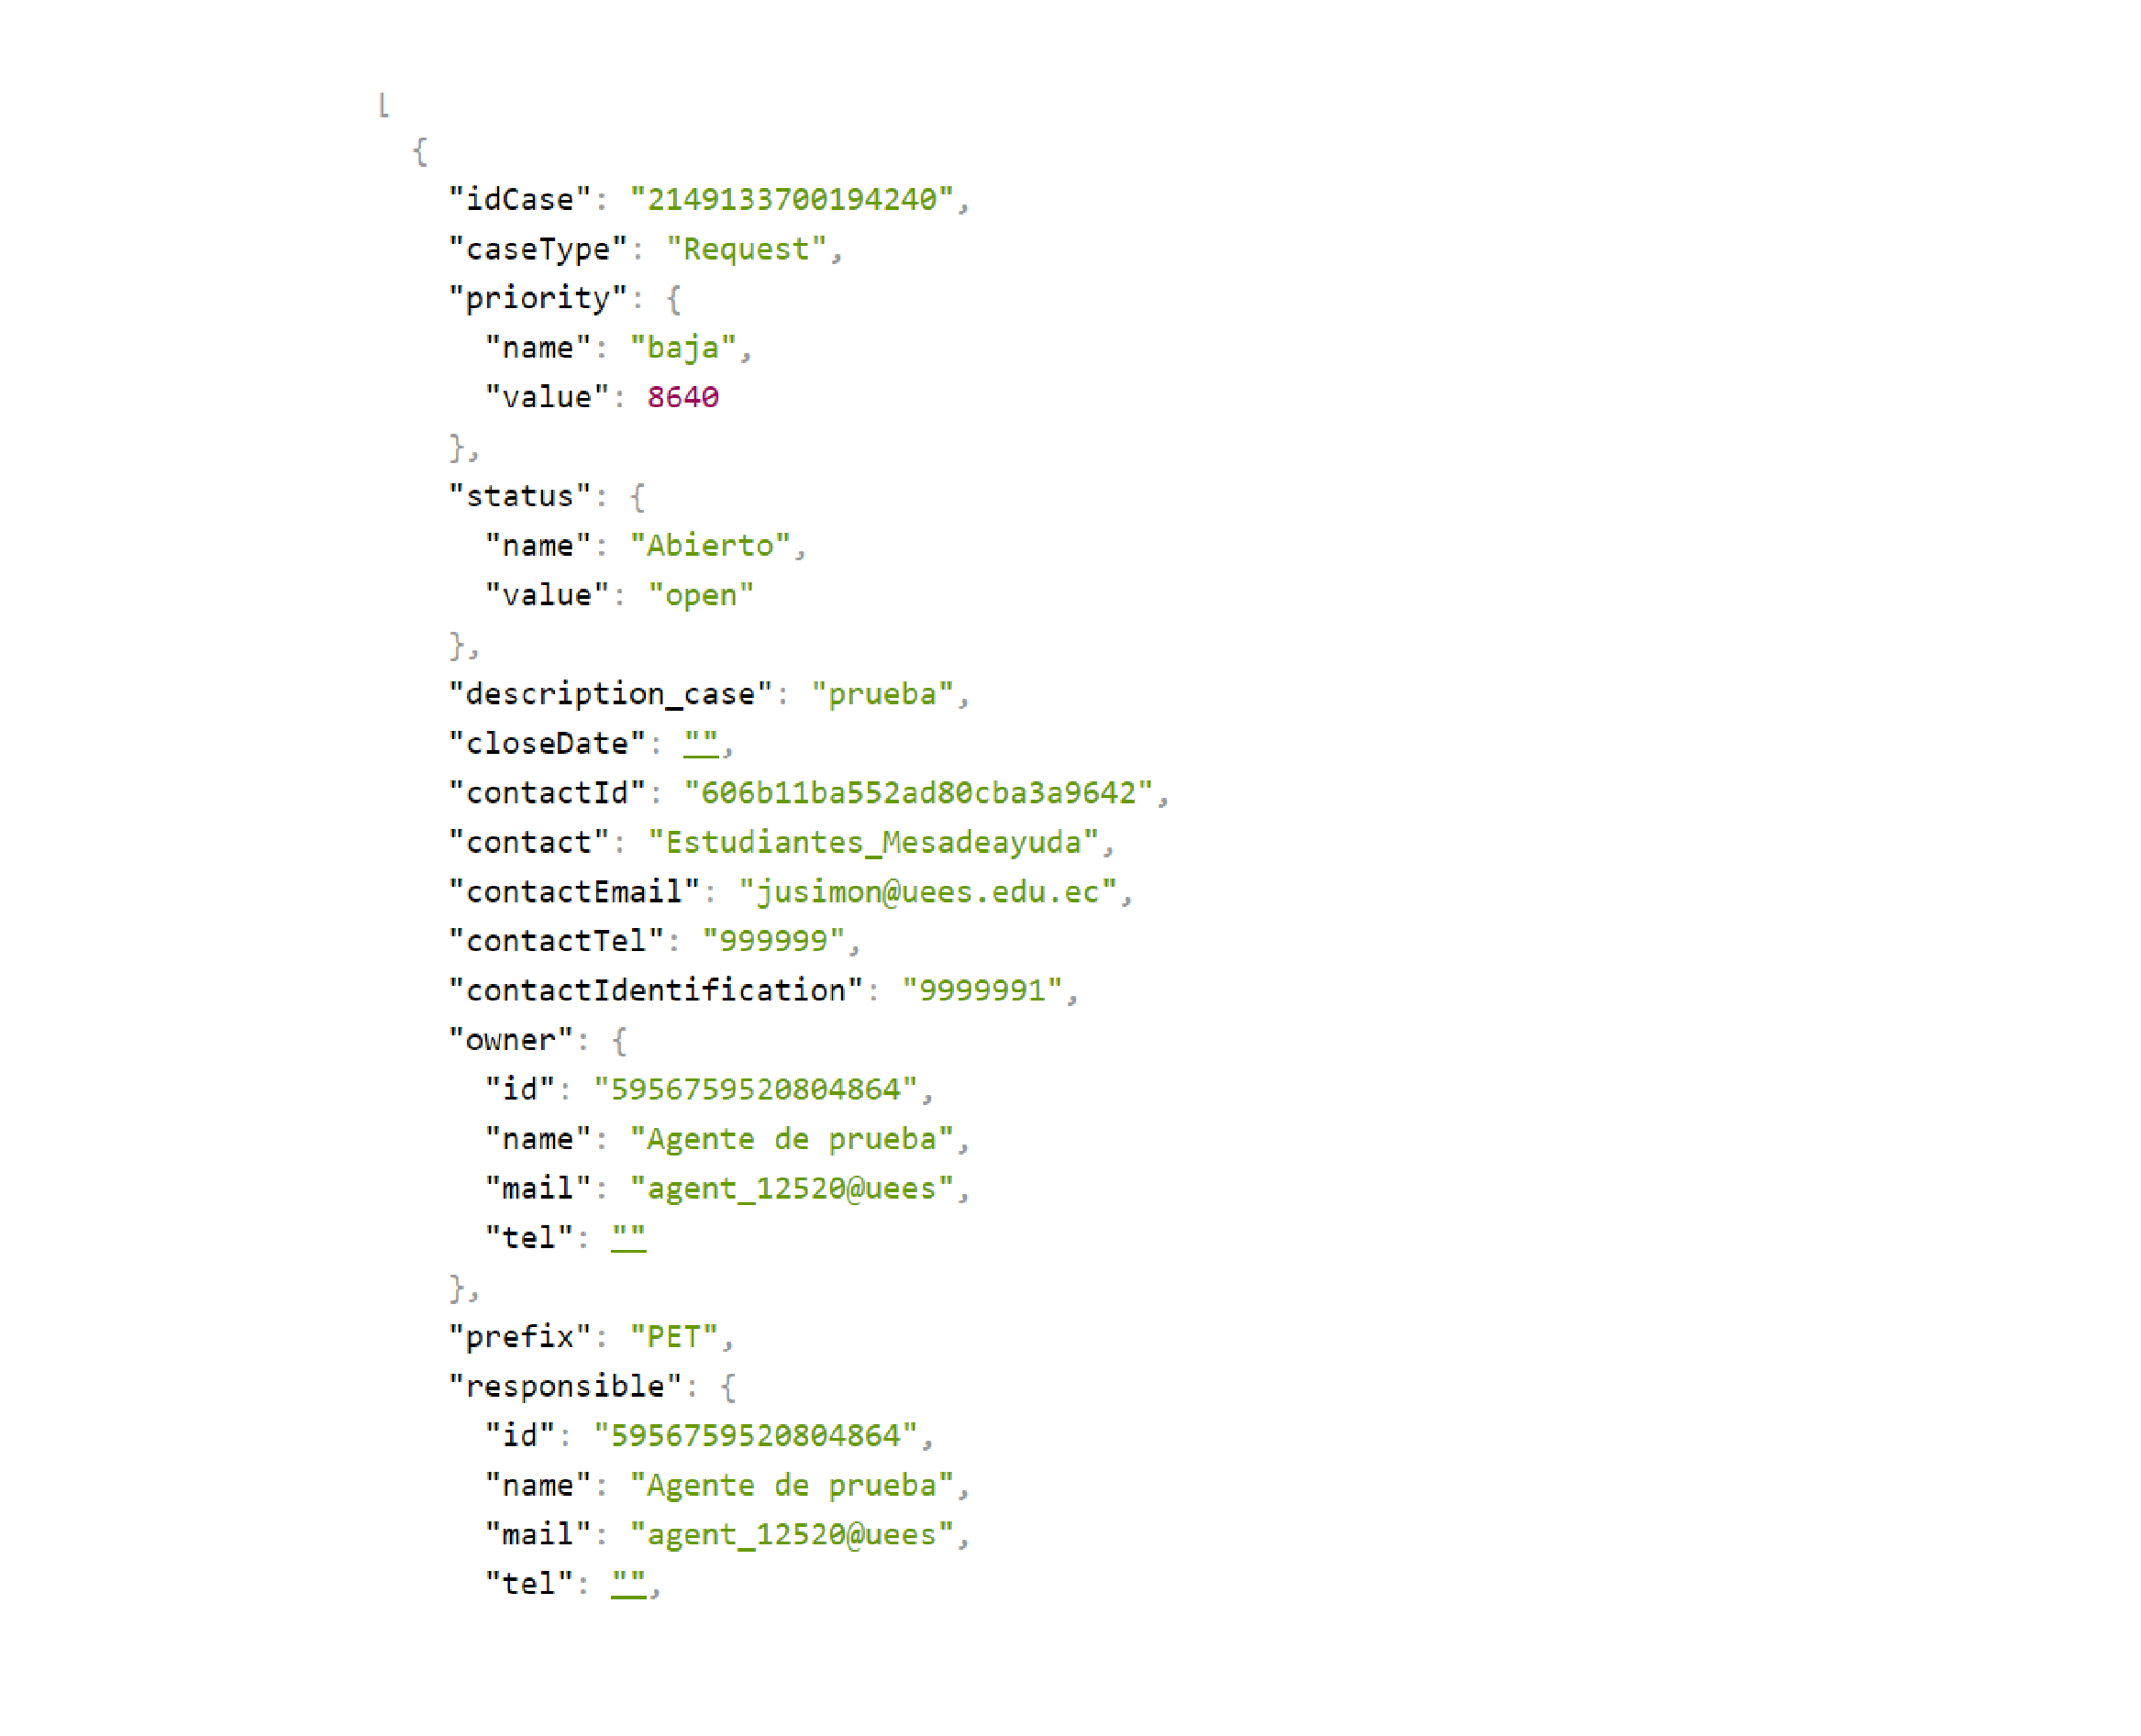 [
{
"idCase": "2149133700194240",
"caseType": "Request",
"priority": {
"name": "baja",
"value": 8640
},
"status": {
"name": "Abierto",
"value": "open"
},
"description_case": "prueba",
"closeDate": "",
"contactId": "606b11ba552ad80cba3a9642",
"contact": "Estudiantes_Mesadeayuda",
"contactEmail": "jusimon@uees.edu.ec",
"contactTel": "999999",
"contactIdentification": "9999991",
"owner": {
"id": "5956759520804864",
"name": "Agente de prueba",
"mail": "agent_12520@uees",
"tel": ""
},
"prefix": "PET",
"responsible": {
"id": "5956759520804864",
"name": "Agente de prueba",
"mail": "agent_12520@uees",
"tel": "",